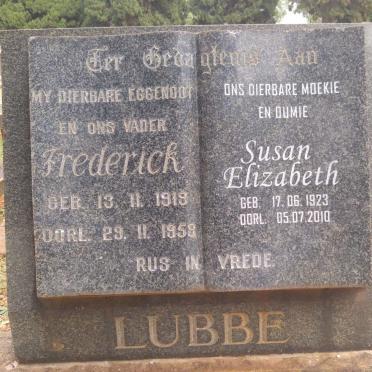 Ter Gedagtenis Aan
MY DIERBARE EGGENOOT
EN ONS VADER
Frederick
GEB. 13. 11. 1919
OORL. 29. 11. 1959
ONS DIERBARE MOEKIE
EN OUMIE
Susan
Elizabeth
GEB. 17. 06. 1923
OORL. 05.07.2010
RUS IN VREDE.
LUBBE